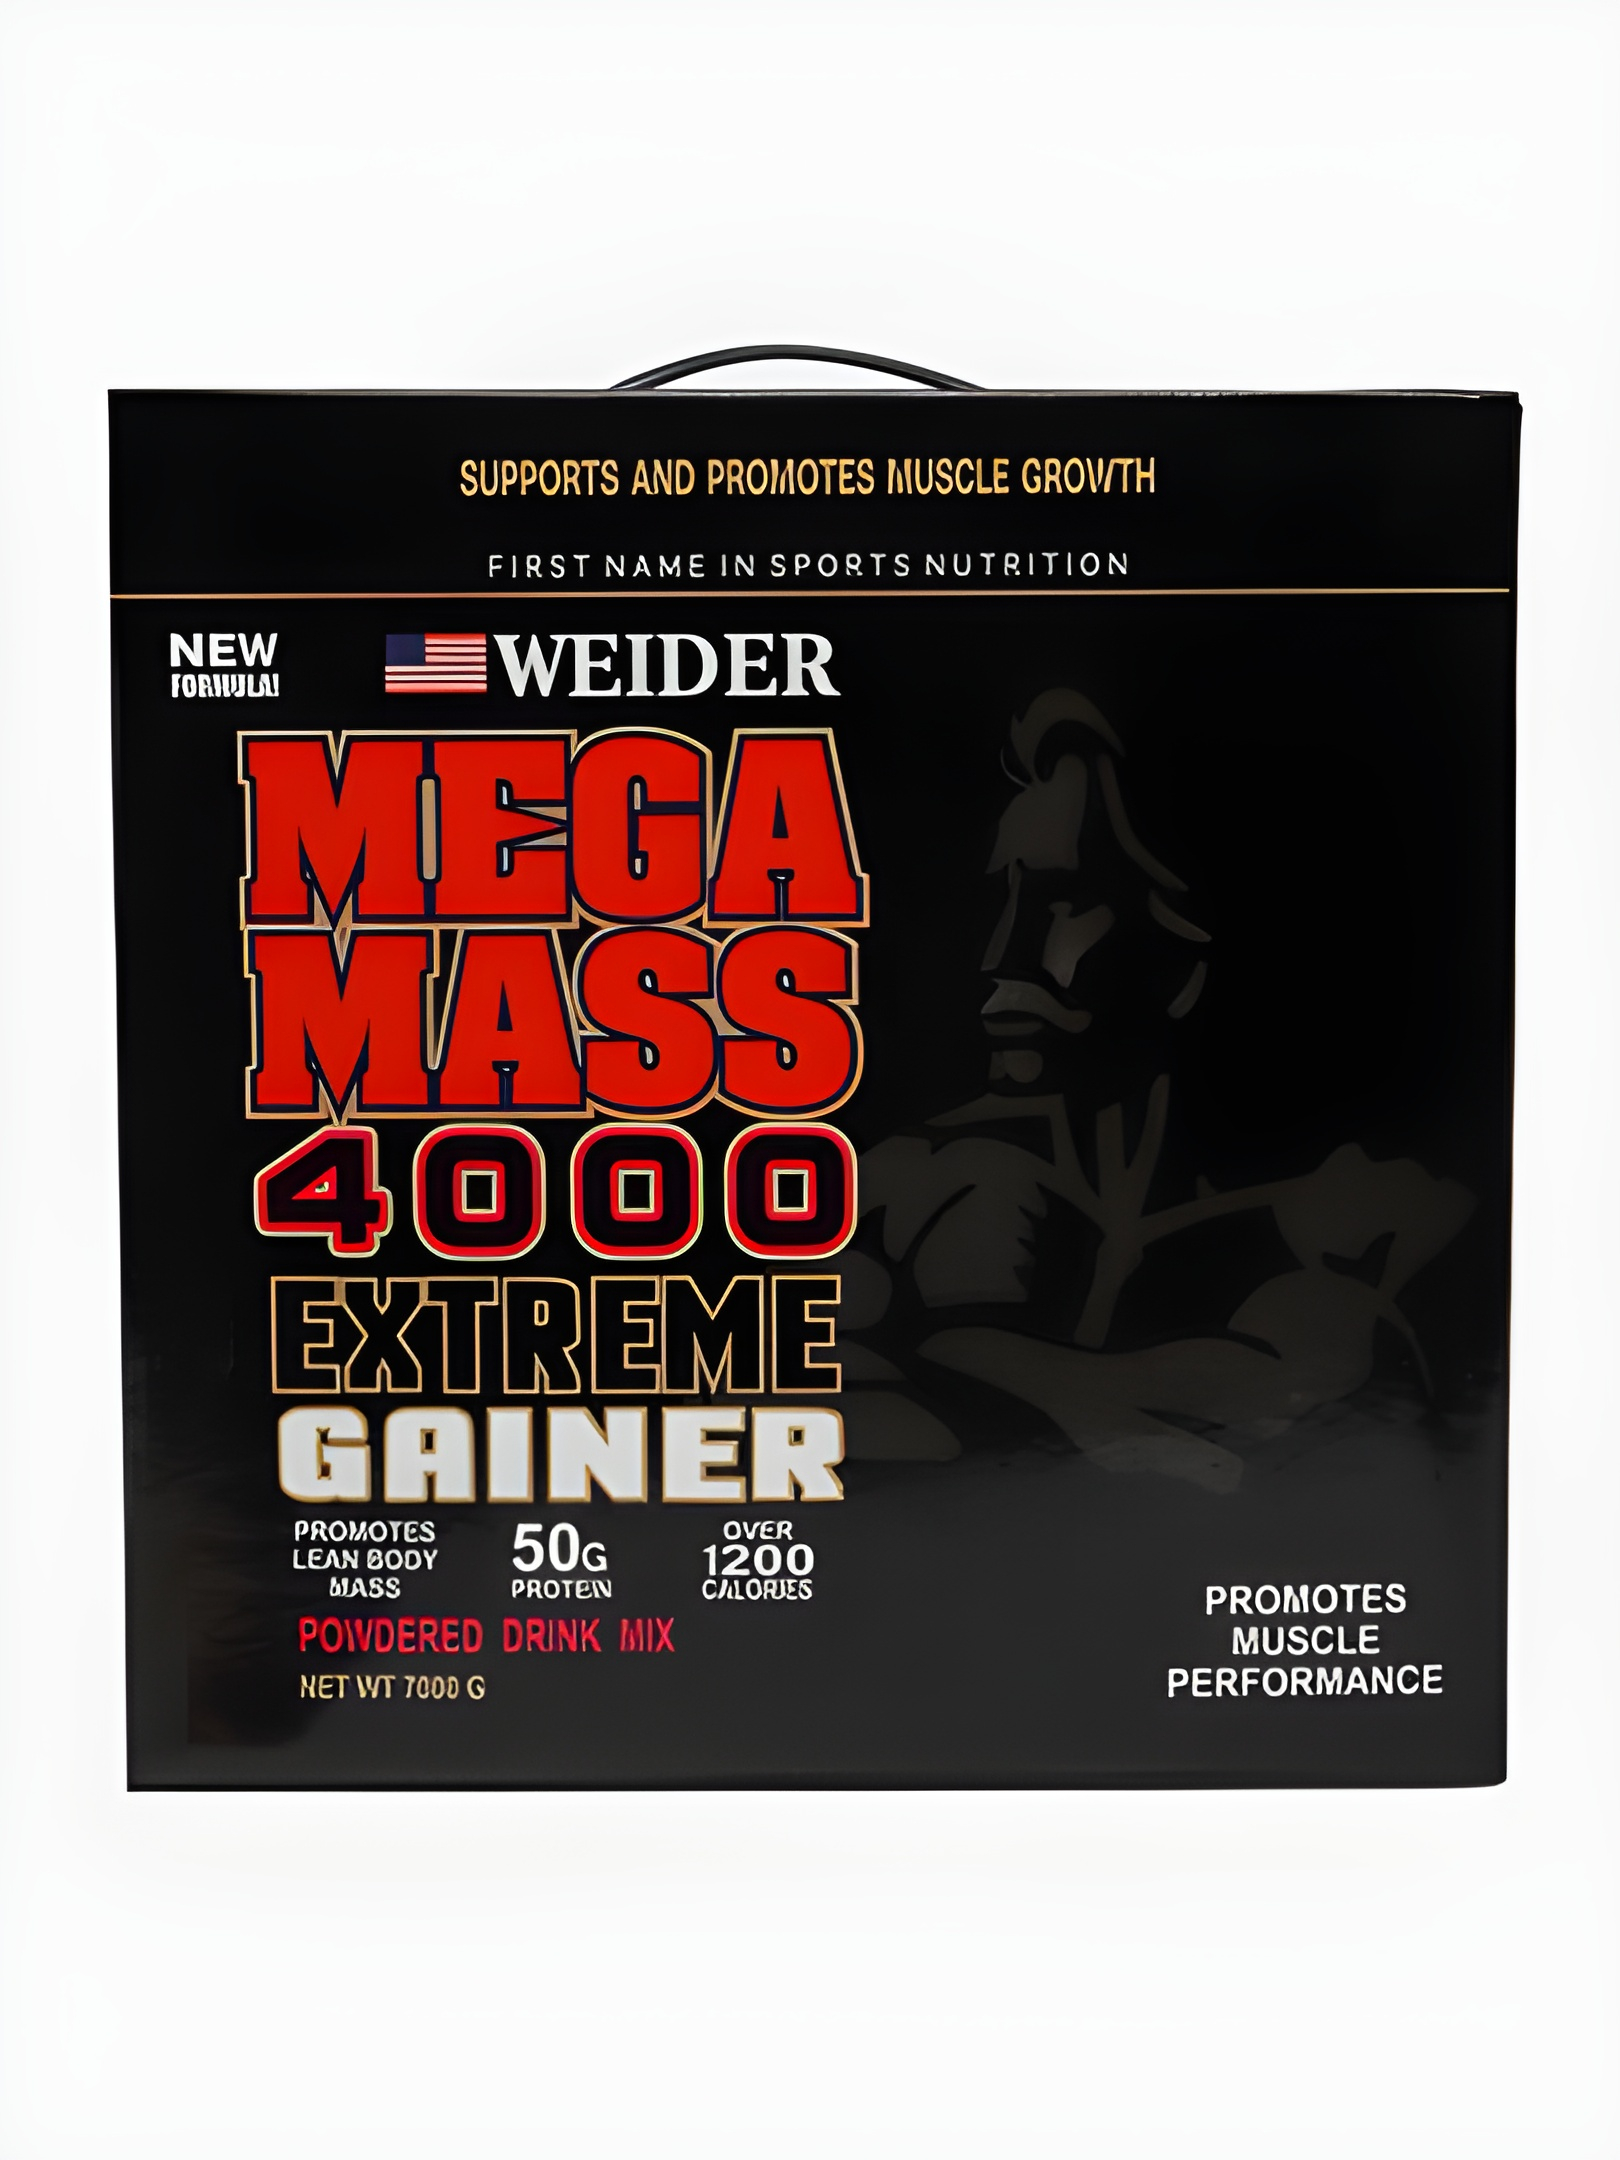 SUPPORTS AND PROMOTES MUSCLE GROWTH
FIRST NAME IN SPORTS NUTRITION
NEW
FORMULA!
WEIDER
MEGA
MASS
4000
EXTREME
GAINER
PROMOTES
LEAN BODY
MASS
50G
PROTEIN
OVER
1200
CALORIES
POWDERED DRINK MIX
NET WT 7000 G
PROMOTES
MUSCLE
PERFORMANCE